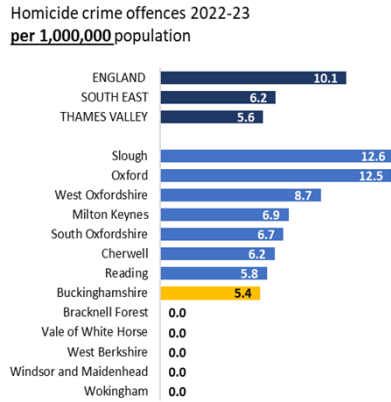 Homicide crime offences 2022-23
per 1,000,000 population
ENGLAND 10.1
SOUTH EAST 6.2
THAMES VALLEY 5.6
Slough 12.6
Oxford 12.5
West Oxfordshire 8.7
Milton Keynes 6.9
South Oxfordshire 6.7
Cherwell 6.2
Reading 5.8
Buckinghamshire 5.4
Bracknell Forest 0.0
Vale of White Horse 0.0
West Berkshire 0.0
Windsor and Maidenhead 0.0
Wokingham 0.0